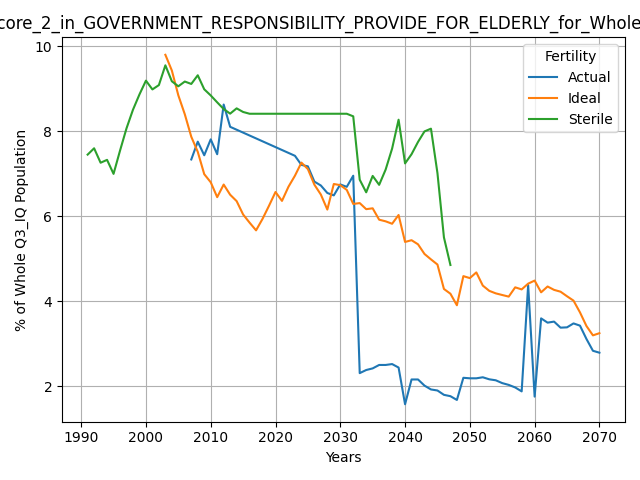 core_2_in_GOVERNMENT_RESPONSIBILITY_PROVIDE_FOR_ELDERLY_for_Whole
10
8
6
4
2
% of Whole Q3_IQ Population
Fertility
Actual
Ideal
Sterile
1990 2000 2010 2020 2030 2040 2050 2060 2070
Years